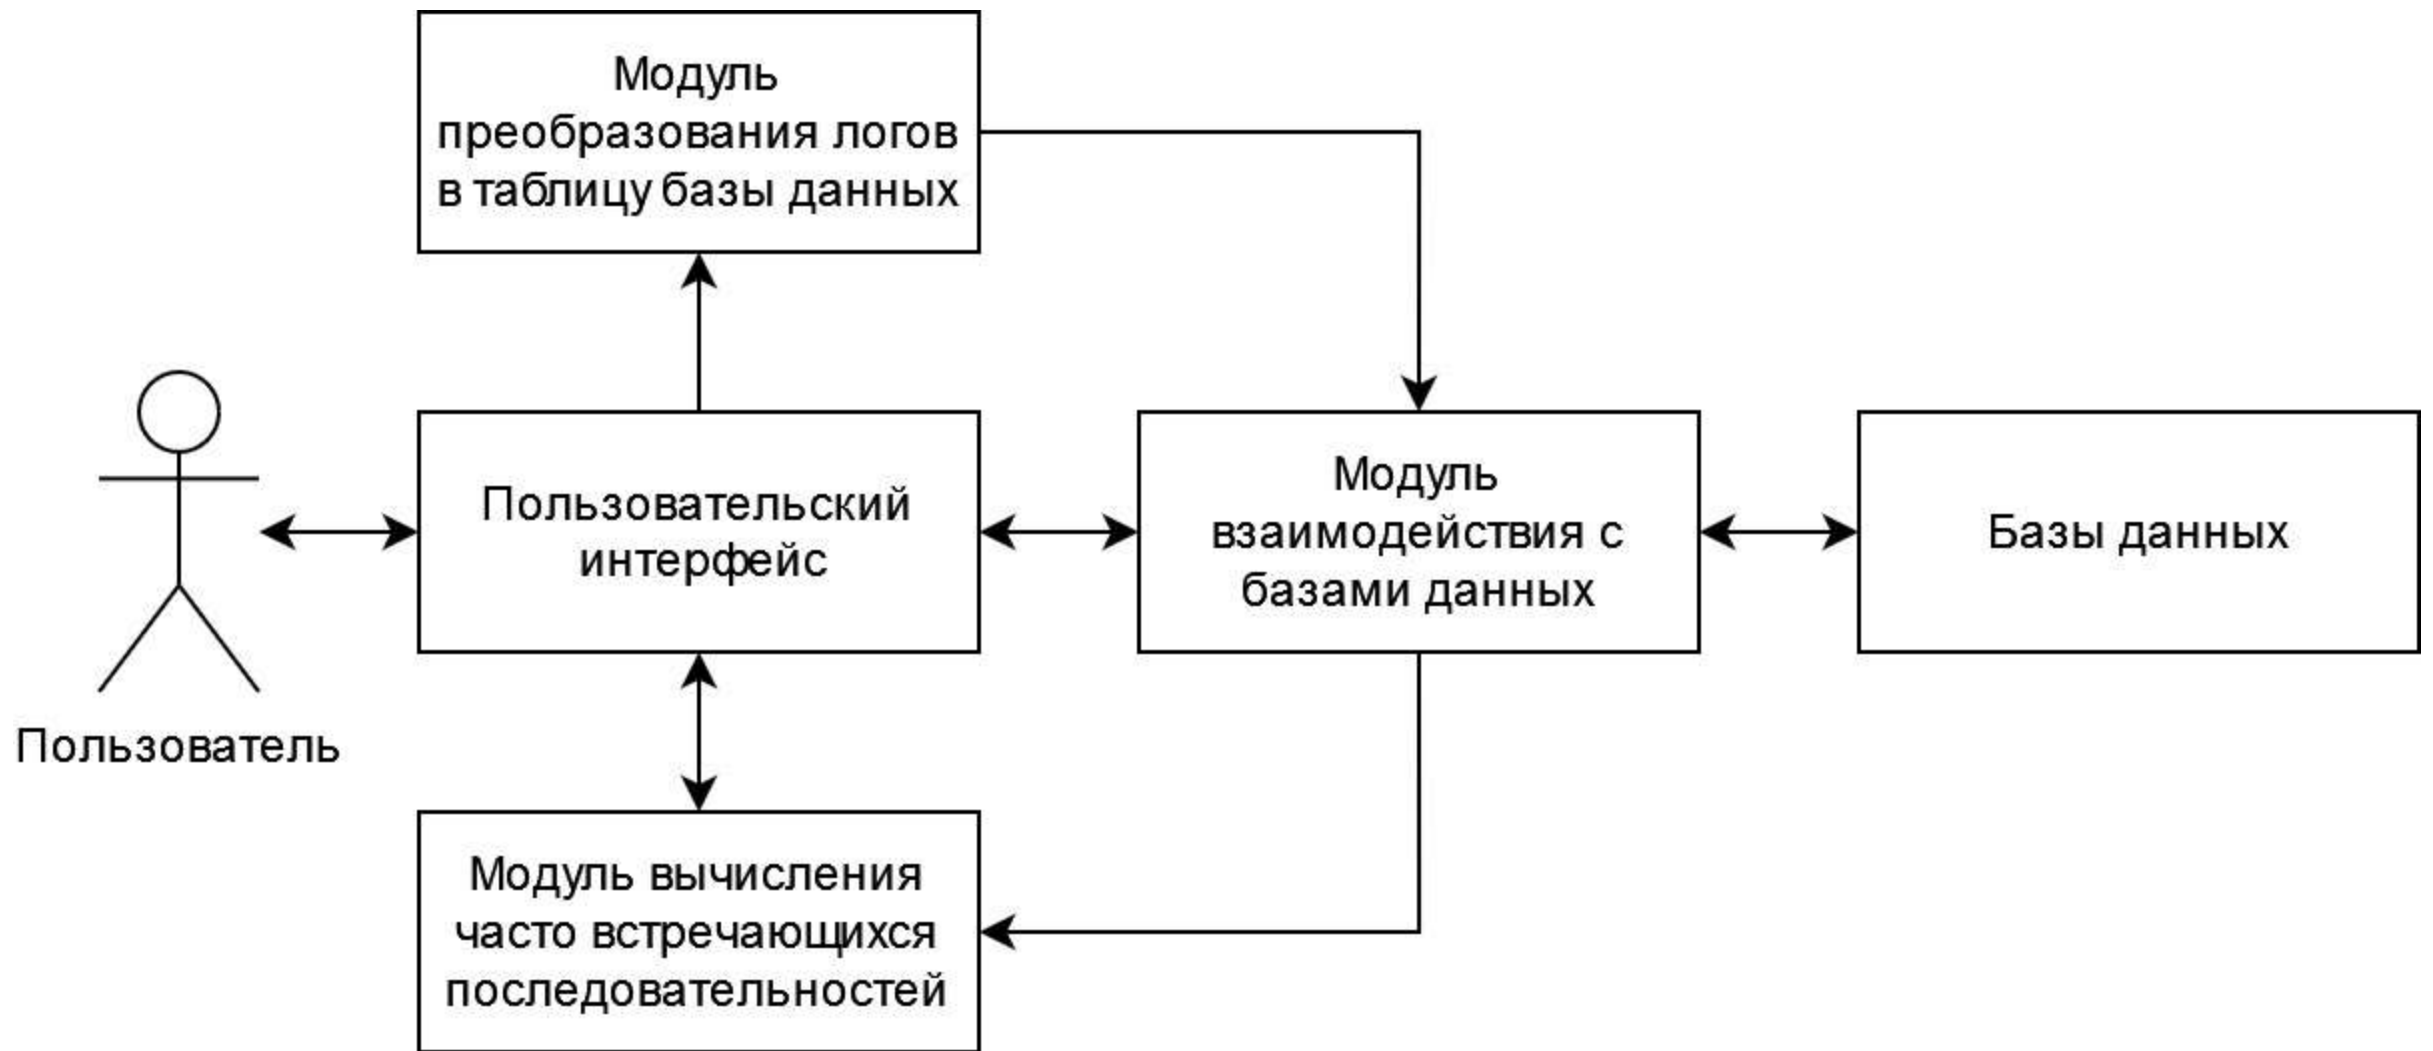 Модуль
преобразования логов
в таблицу базы данных
Пользовательский
интерфейс
Модуль
взаимодействия с
базами данных
Базы данных
Пользователь
Модуль вычисления
часто встречающихся
последовательностей